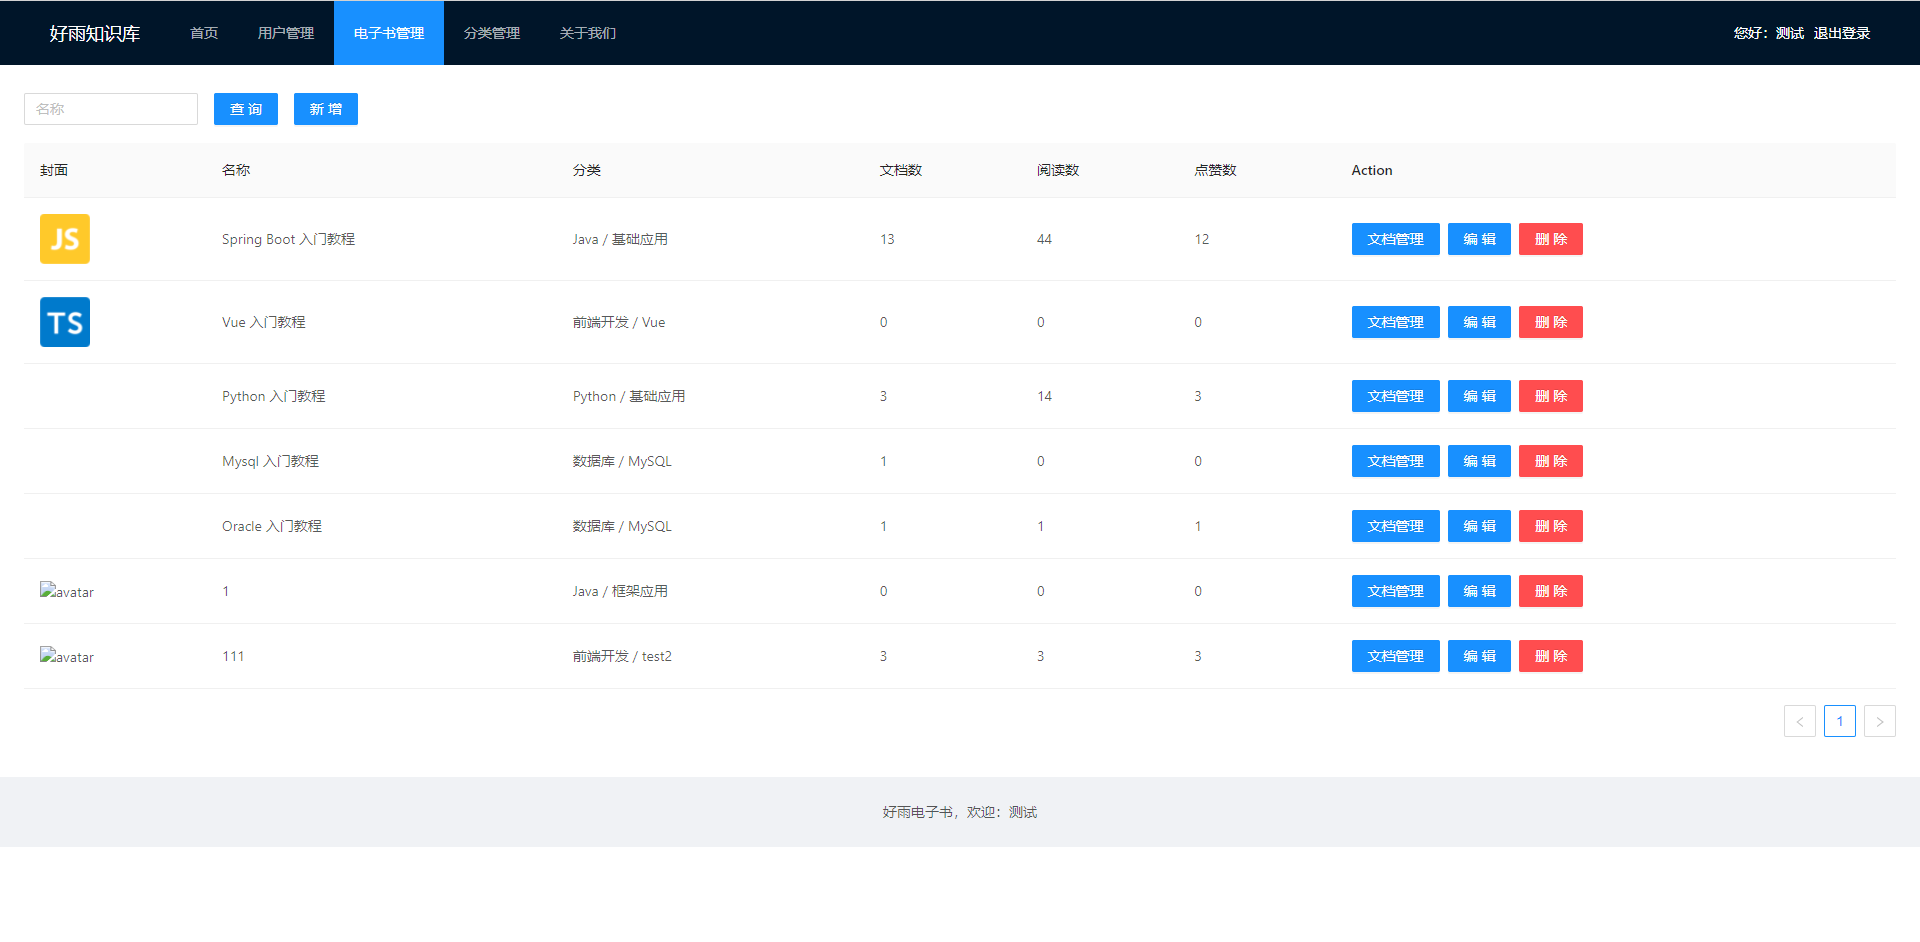 好雨知识库 首页 用户管理 电子书管理 分类管理 关于我们 您好：测试 退出登录
名称 查 询 新 增
封面 名称 分类 文档数 阅读数 点赞数 Action
JS Spring Boot 入门教程 Java / 基础应用 13 44 12 文档管理 编 辑 删 除
TS Vue 入门教程 前端开发 / Vue 0 0 0 文档管理 编 辑 删 除
Python 入门教程 Python / 基础应用 3 14 3 文档管理 编 辑 删 除
Mysql 入门教程 数据库 / MySQL 1 0 0 文档管理 编 辑 删 除
Oracle 入门教程 数据库 / MySQL 1 1 1 文档管理 编 辑 删 除
avatar 1 Java / 框架应用 0 0 0 文档管理 编 辑 删 除
avatar 111 前端开发 / test2 3 3 3 文档管理 编 辑 删 除
< 1 >
好雨电子书，欢迎：测试